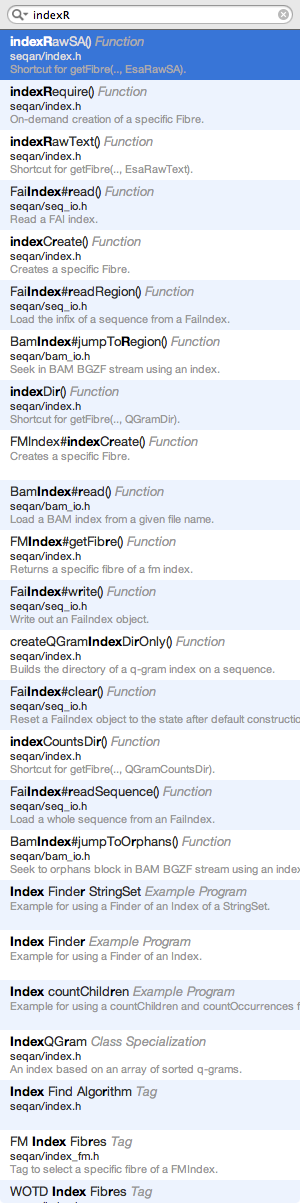 indexR
indexRawSA() Function
seqan/index.h
Shortcut for getFibre(.., EsaRawSA).
indexRequire() Function
seqan/index.h
On-demand creation of a specific Fibre.
indexRawText() Function
seqan/index.h
Shortcut for getFibre(.., EsaRawText).
FaiIndex#read() Function
seqan/seq_io.h
Read a FAI index.
indexCreate() Function
seqan/index.h
Creates a specific Fibre.
FaiIndex#readRegion() Function
seqan/seq_io.h
Load the infix of a sequence from a FaiIndex.
BamIndex#jumpToRegion() Function
seqan/bam_io.h
Seek in BAM BGZF stream using an index.
indexDir() Function
seqan/index.h
Shortcut for getFibre(.., QGramDir).
FMIndex#indexCreate() Function
Creates a specific Fibre.
BamIndex#read() Function
seqan/bam_io.h
Load a BAM index from a given file name.
FMIndex#getFibre() Function
seqan/index.h
Returns a specific fibre of a fm index.
FaiIndex#write() Function
seqan/seq_io.h
Write out an FaiIndex object.
createQGramIndexDirOnly() Function
seqan/index.h
Builds the directory of a q-gram index on a sequence.
FaiIndex#clear() Function
seqan/seq_io.h
Reset a FaiIndex object to the state after default constructio
indexCountsDir() Function
seqan/index.h
Shortcut for getFibre(.., QGramCountsDir).
FaiIndex#readSequence() Function
seqan/seq_io.h
Load a whole sequence from an FaiIndex.
BamIndex#jumpToOrphans() Function
seqan/bam_io.h
Seek to orphans block in BAM BGZF stream using an index
Index Finder StringSet Example Program
Example for using a Finder of an Index of a StringSet.
Index Finder Example Program
Example for using a Finder of an Index.
Index countChildren Example Program
Example for using a countChildren and countOccurrences f
IndexQGram Class Specialization
seqan/index.h
An index based on an array of sorted q-grams.
Index Find Algorithm Tag
seqan/index.h
FM Index Fibres Tag
seqan/index_fm.h
Tag to select a specific fibre of a FMIndex.
WOTD Index Fibres Tag